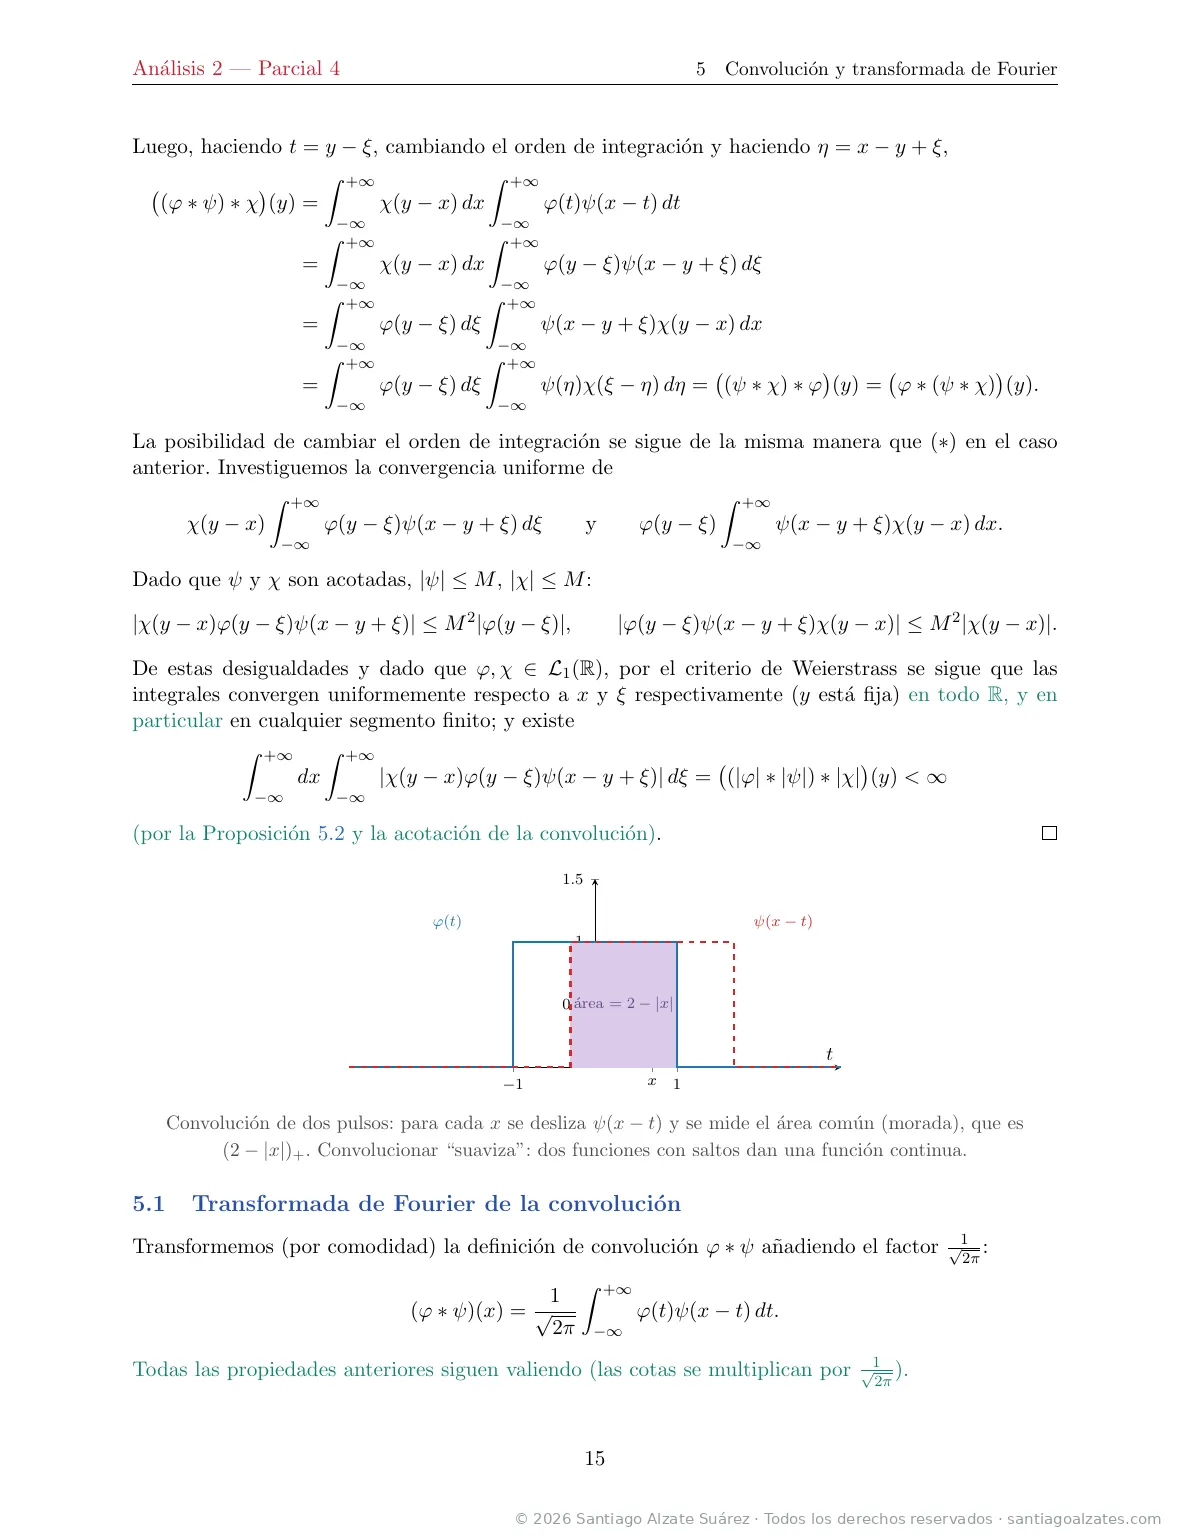 Análisis 2 — Parcial 4 5 Convolución y transformada de Fourier
Luego, haciendo t = y − ξ, cambiando el orden de integración y haciendo η = x − y + ξ,
((φ ∗ ψ) ∗ χ)(y) = ∫_{−∞}^{+∞} χ(y − x) dx ∫_{−∞}^{+∞} φ(t)ψ(x − t) dt
= ∫_{−∞}^{+∞} χ(y − x) dx ∫_{−∞}^{+∞} φ(y − ξ)ψ(x − y + ξ) dξ
= ∫_{−∞}^{+∞} φ(y − ξ) dξ ∫_{−∞}^{+∞} ψ(x − y + ξ)χ(y − x) dx
= ∫_{−∞}^{+∞} φ(y − ξ) dξ ∫_{−∞}^{+∞} ψ(η)χ(ξ − η) dη = ((ψ ∗ χ) ∗ φ)(y) = (φ ∗ (ψ ∗ χ))(y).
La posibilidad de cambiar el orden de integración se sigue de la misma manera que (∗) en el caso
anterior. Investiguemos la convergencia uniforme de
χ(y − x) ∫_{−∞}^{+∞} φ(y − ξ)ψ(x − y + ξ) dξ y φ(y − ξ) ∫_{−∞}^{+∞} ψ(x − y + ξ)χ(y − x) dx.
Dado que ψ y χ son acotadas, |ψ| ≤ M, |χ| ≤ M:
|χ(y − x)φ(y − ξ)ψ(x − y + ξ)| ≤ M²|φ(y − ξ)|, |φ(y − ξ)ψ(x − y + ξ)χ(y − x)| ≤ M²|χ(y − x)|.
De estas desigualdades y dado que φ, χ ∈ ℒ₁(ℝ), por el criterio de Weierstrass se sigue que las
integrales convergen uniformemente respecto a x y ξ respectivamente (y está fija) en todo ℝ, y en
particular en cualquier segmento finito; y existe
∫_{−∞}^{+∞} dx ∫_{−∞}^{+∞} |χ(y − x)φ(y − ξ)ψ(x − y + ξ)| dξ = ((|φ| ∗ |ψ|) ∗ |χ|)(y) < ∞
(por la Proposición 5.2 y la acotación de la convolución). □
1.5
φ(t) ψ(x − t)
1
0 área = 2 − |x|
t
−1 x 1
Convolución de dos pulsos: para cada x se desliza ψ(x − t) y se mide el área común (morada), que es
(2 − |x|)₊. Convolucionar “suaviza”: dos funciones con saltos dan una función continua.
5.1 Transformada de Fourier de la convolución
Transformemos (por comodidad) la definición de convolución φ ∗ ψ añadiendo el factor 1/√2π:
(φ ∗ ψ)(x) = 1/√2π ∫_{−∞}^{+∞} φ(t)ψ(x − t) dt.
Todas las propiedades anteriores siguen valiendo (las cotas se multiplican por 1/√2π).
15
© 2026 Santiago Alzate Suárez · Todos los derechos reservados · santiagoalzates.com